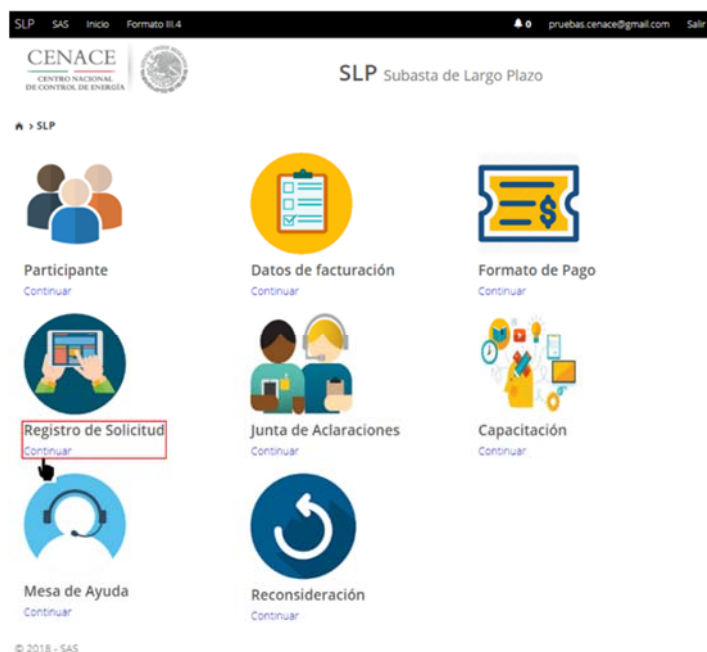 SLP SAS Inicio Formato III.4 0 pruebas.cenace@gmail.com Salir
CENACE
CENTRO NACIONAL
DE CONTROL DE ENERGÍA
SLP Subasta de Largo Plazo
> SLP
Participante
Continuar
Datos de facturación
Continuar
Formato de Pago
Continuar
Registro de Solicitud
Continuar
Junta de Aclaraciones
Continuar
Capacitación
Continuar
Mesa de Ayuda
Continuar
Reconsideración
Continuar
© 2018 - SAS